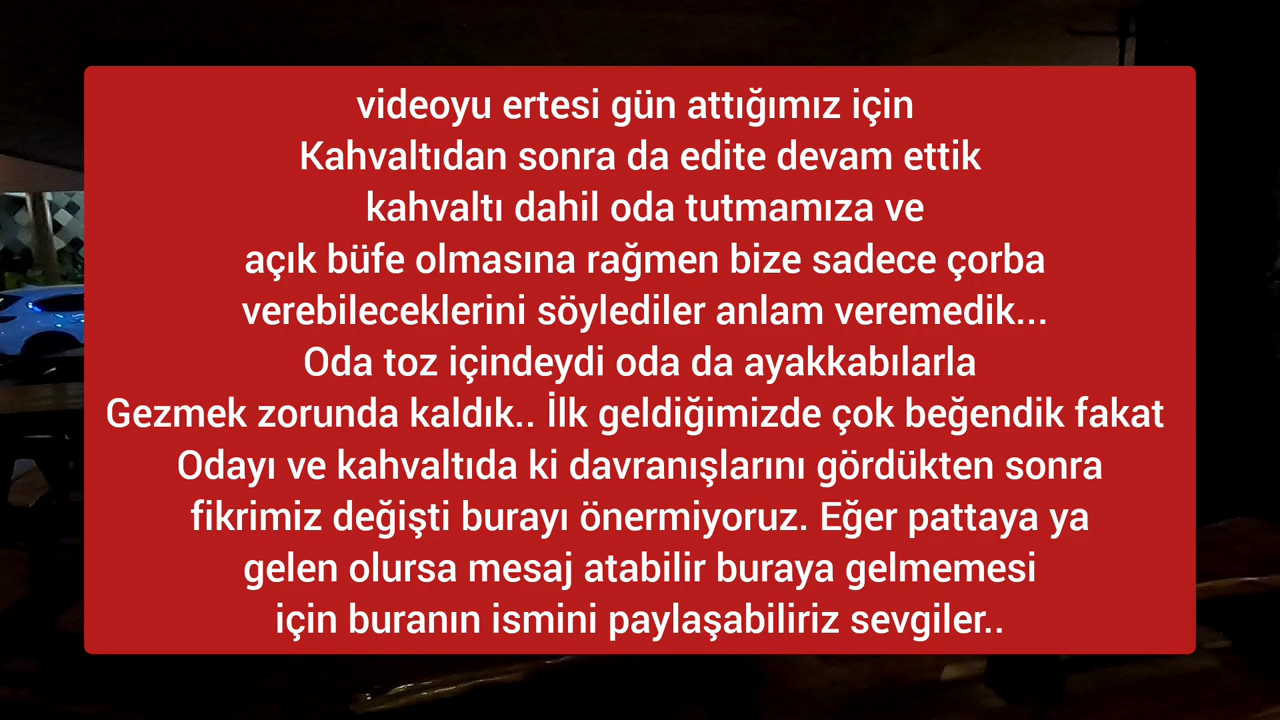 videoyu ertesi gün attığımız için
Kahvaltıdan sonra da edite devam ettik
kahvaltı dahil oda tutmamıza ve
açık büfe olmasına rağmen bize sadece çorba
verebileceklerini söylediler anlam veremedik...
Oda toz içindeydi oda da ayakkabılarla
Gezmek zorunda kaldık.. İlk geldiğimizde çok beğendik fakat
Odayı ve kahvaltıda ki davranışlarını gördükten sonra
fikrimiz değişti burayı önermiyoruz. Eğer pattaya ya
gelen olursa mesaj atabilir buraya gelmemesi
için buranın ismini paylaşabiliriz sevgiler..